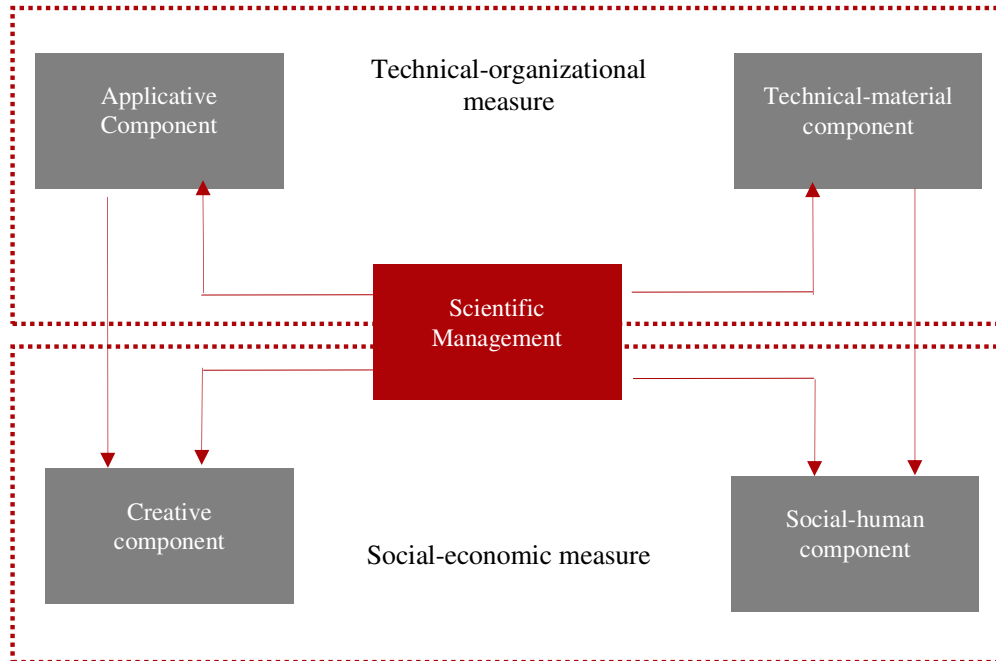 Applicative
Component
Technical-organizational
measure
Technical-material
component
Scientific
Management
Creative
component
Social-economic measure
Social-human
component